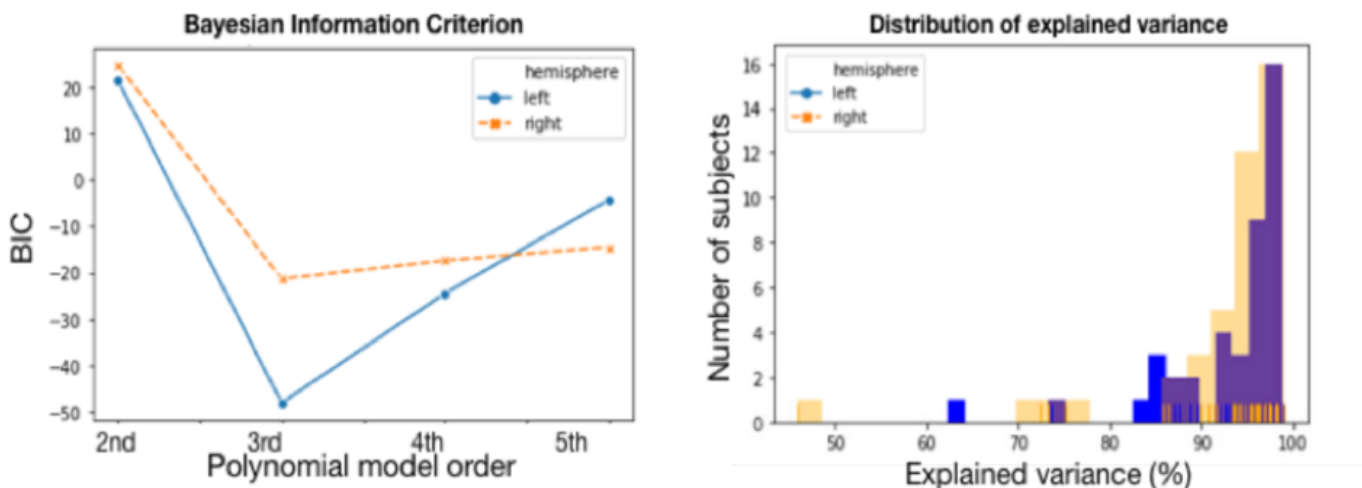 Bayesian Information Criterion
hemisphere
left
right
20
10
0
−10
−20
−30
−40
−50
BIC
2nd
3rd
4th
5th
Polynomial model order
Distribution of explained variance
hemisphere
left
right
16
14
12
10
8
6
4
2
0
Number of subjects
50
60
70
80
90
100
Explained variance (%)